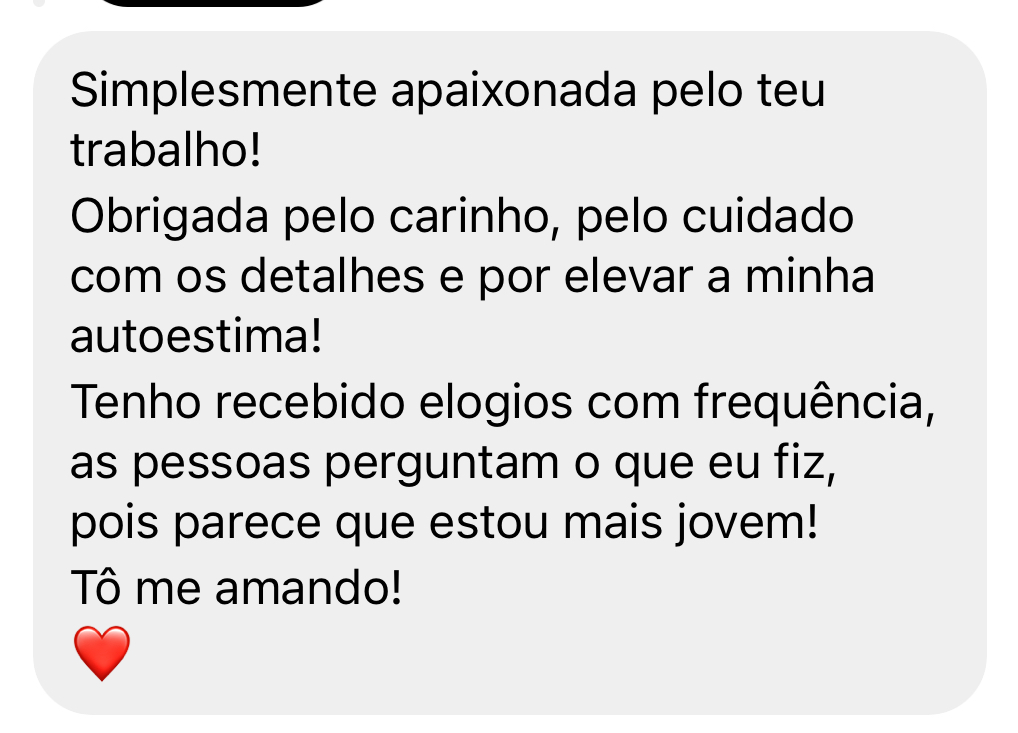 Simplesmente apaixonada pelo teu
trabalho!
Obrigada pelo carinho, pelo cuidado
com os detalhes e por elevar a minha
autoestima!
Tenho recebido elogios com frequência,
as pessoas perguntam o que eu fiz,
pois parece que estou mais jovem!
Tô me amando!
❤️